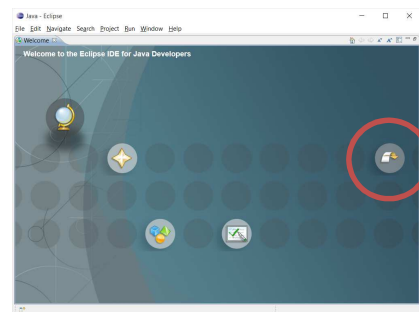 Java - Eclipse
File Edit Navigate Search Project Run Window Help
Welcome
Welcome to the Eclipse IDE for Java Developers